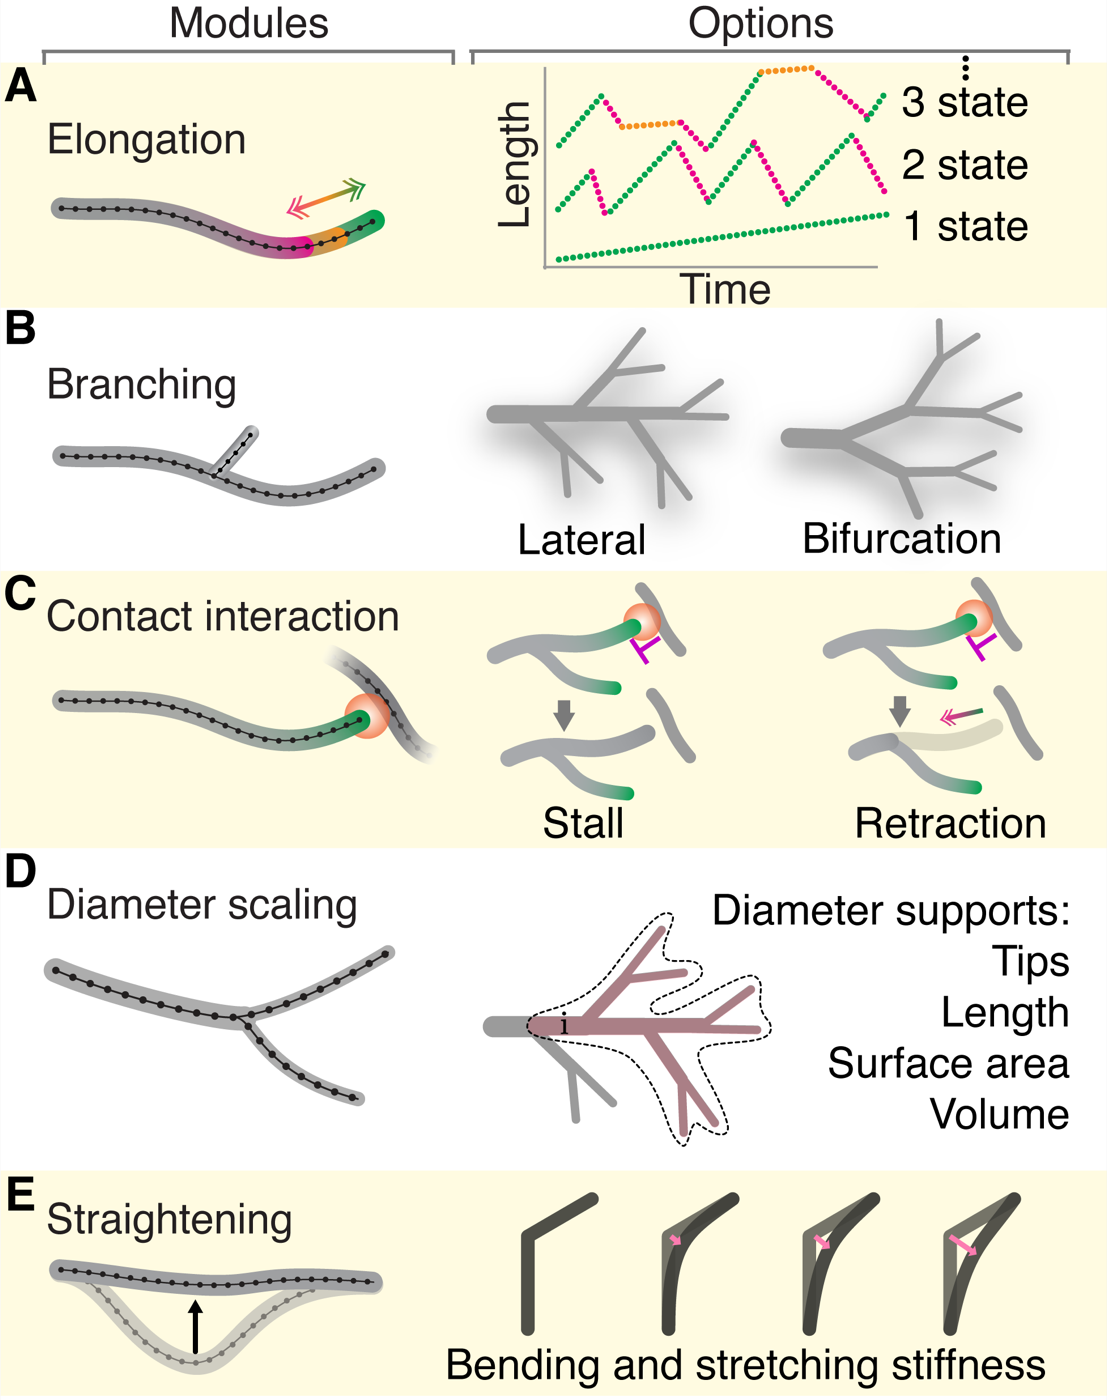 Modules
Options
A
Elongation
Length
3 state
2 state
1 state
Time
B
Branching
Lateral
Bifurcation
C
Contact interaction
Stall
Retraction
D
Diameter scaling
i
Diameter supports:
Tips
Length
Surface area
Volume
E
Straightening
Bending and stretching stiffness